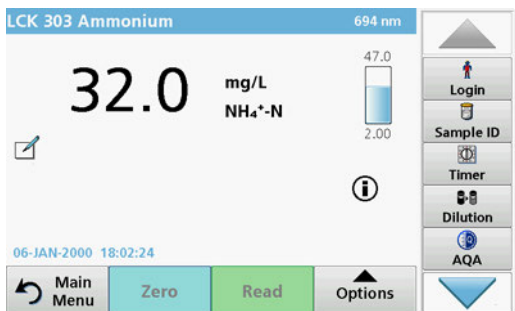 LCK 303 Ammonium 694 nm
47.0
32.0 mg/L
NH₄⁺-N
2.00
i
06-JAN-2000 18:02:24
Main Menu
Zero
Read
Options
Login
Sample ID
Timer
Dilution
AQA